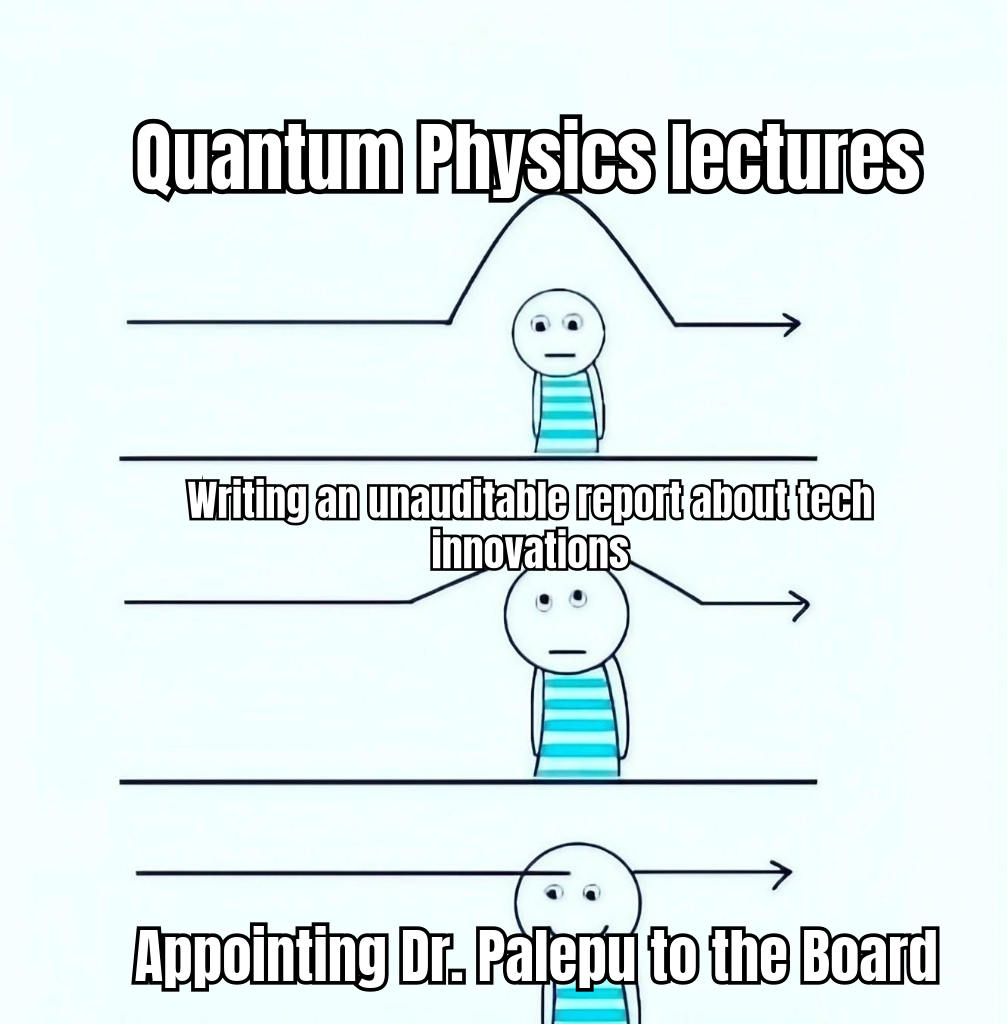 Quantum Physics lectures
Writing an unauditable report about tech
innovations
Appointing Dr. Palepu to the Board